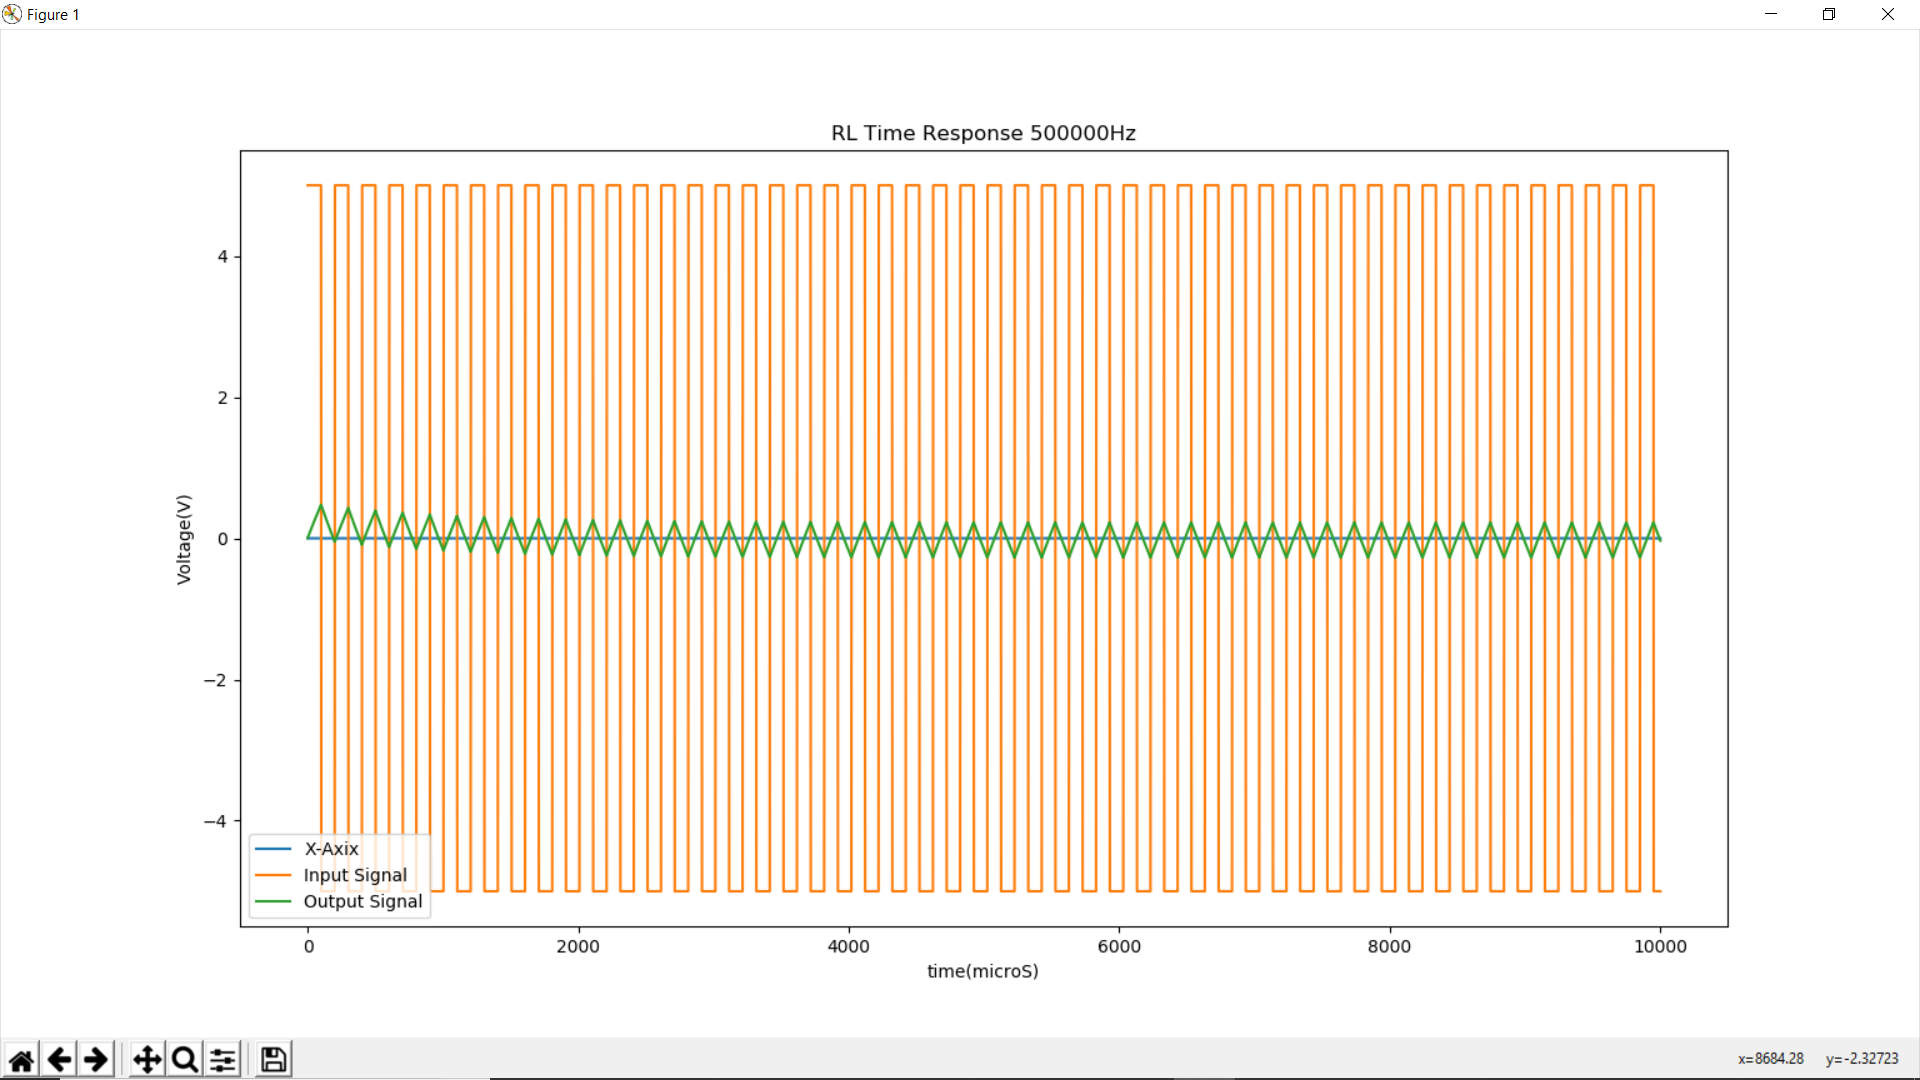 Figure 1
RL Time Response 500000Hz
Voltage(V)
4
2
0
−2
−4
X-Axix
Input Signal
Output Signal
0 2000 4000 6000 8000 10000
time(microS)
x=8684.28 y=-2.32723